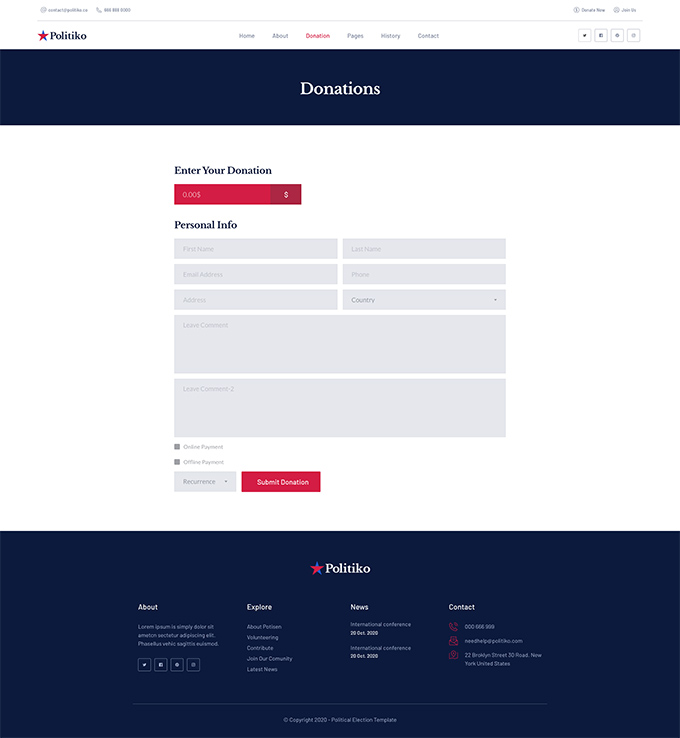 contact@politiko.co 888 999 0000 Donate Now Join Us
Politiko Home About Donation Pages History Contact
Donations
Enter Your Donation
0.00$ $
Personal Info
First Name Last Name
Email Address Phone
Address Country
Leave Comment
Leave Comment-2
Online Payment
Offline Payment
Recurrence Submit Donation
Politiko
About Explore News Contact
Lorem ipsum is simply dolor sit
ametcn sectetur adipiscing elit.
Phasellus vehic sagittis euismod.
About Potisen
Volunteering
Contribute
Join Our Comunity
Latest News
International conference
20 Oct. 2020
International conference
20 Oct. 2020
000 666 999
needhelp@politiko.com
22 Broklyn Street 30 Road. New
York United States
© Copyright 2020 - Political Election Template